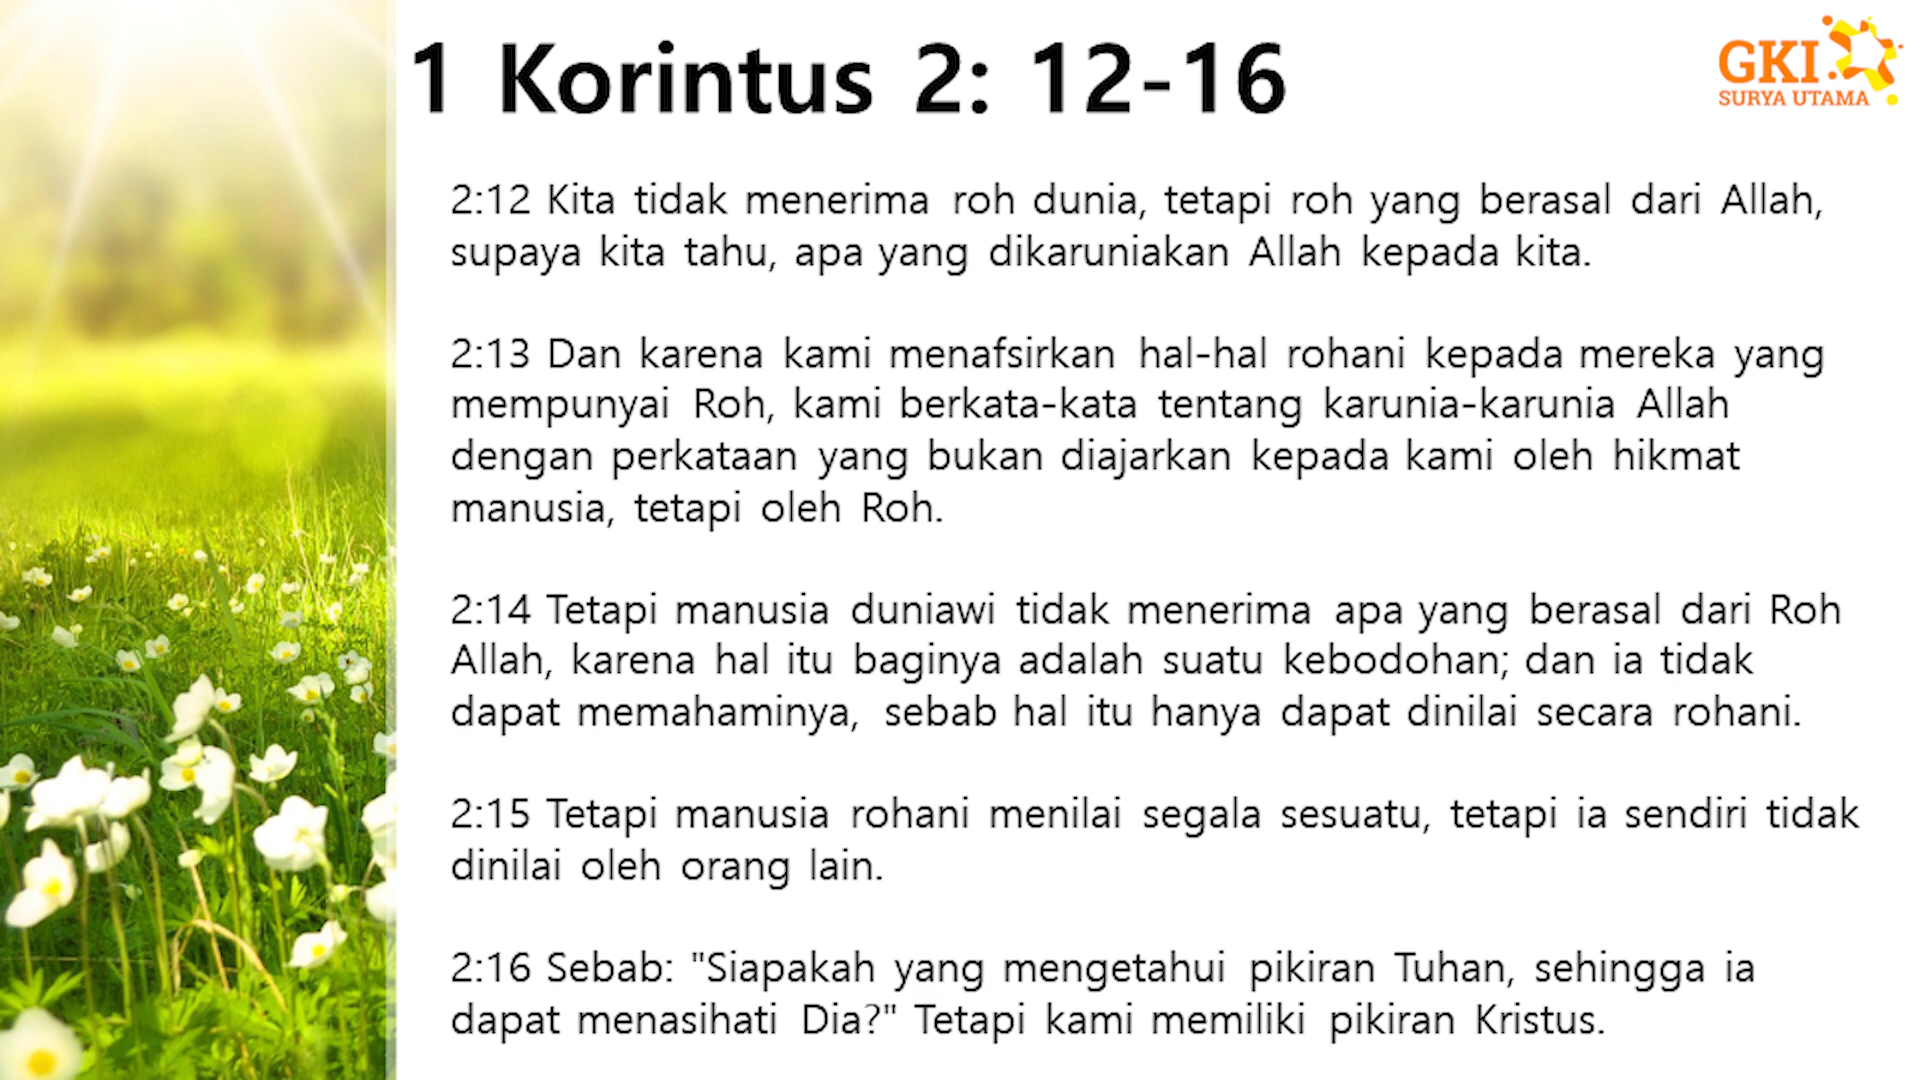 1 Korintus 2: 12-16
GKI
SURYA UTAMA
2:12 Kita tidak menerima roh dunia, tetapi roh yang berasal dari Allah,
supaya kita tahu, apa yang dikaruniakan Allah kepada kita.
2:13 Dan karena kami menafsirkan hal-hal rohani kepada mereka yang
mempunyai Roh, kami berkata-kata tentang karunia-karunia Allah
dengan perkataan yang bukan diajarkan kepada kami oleh hikmat
manusia, tetapi oleh Roh.
2:14 Tetapi manusia duniawi tidak menerima apa yang berasal dari Roh
Allah, karena hal itu baginya adalah suatu kebodohan; dan ia tidak
dapat memahaminya, sebab hal itu hanya dapat dinilai secara rohani.
2:15 Tetapi manusia rohani menilai segala sesuatu, tetapi ia sendiri tidak
dinilai oleh orang lain.
2:16 Sebab: "Siapakah yang mengetahui pikiran Tuhan, sehingga ia
dapat menasihati Dia?" Tetapi kami memiliki pikiran Kristus.